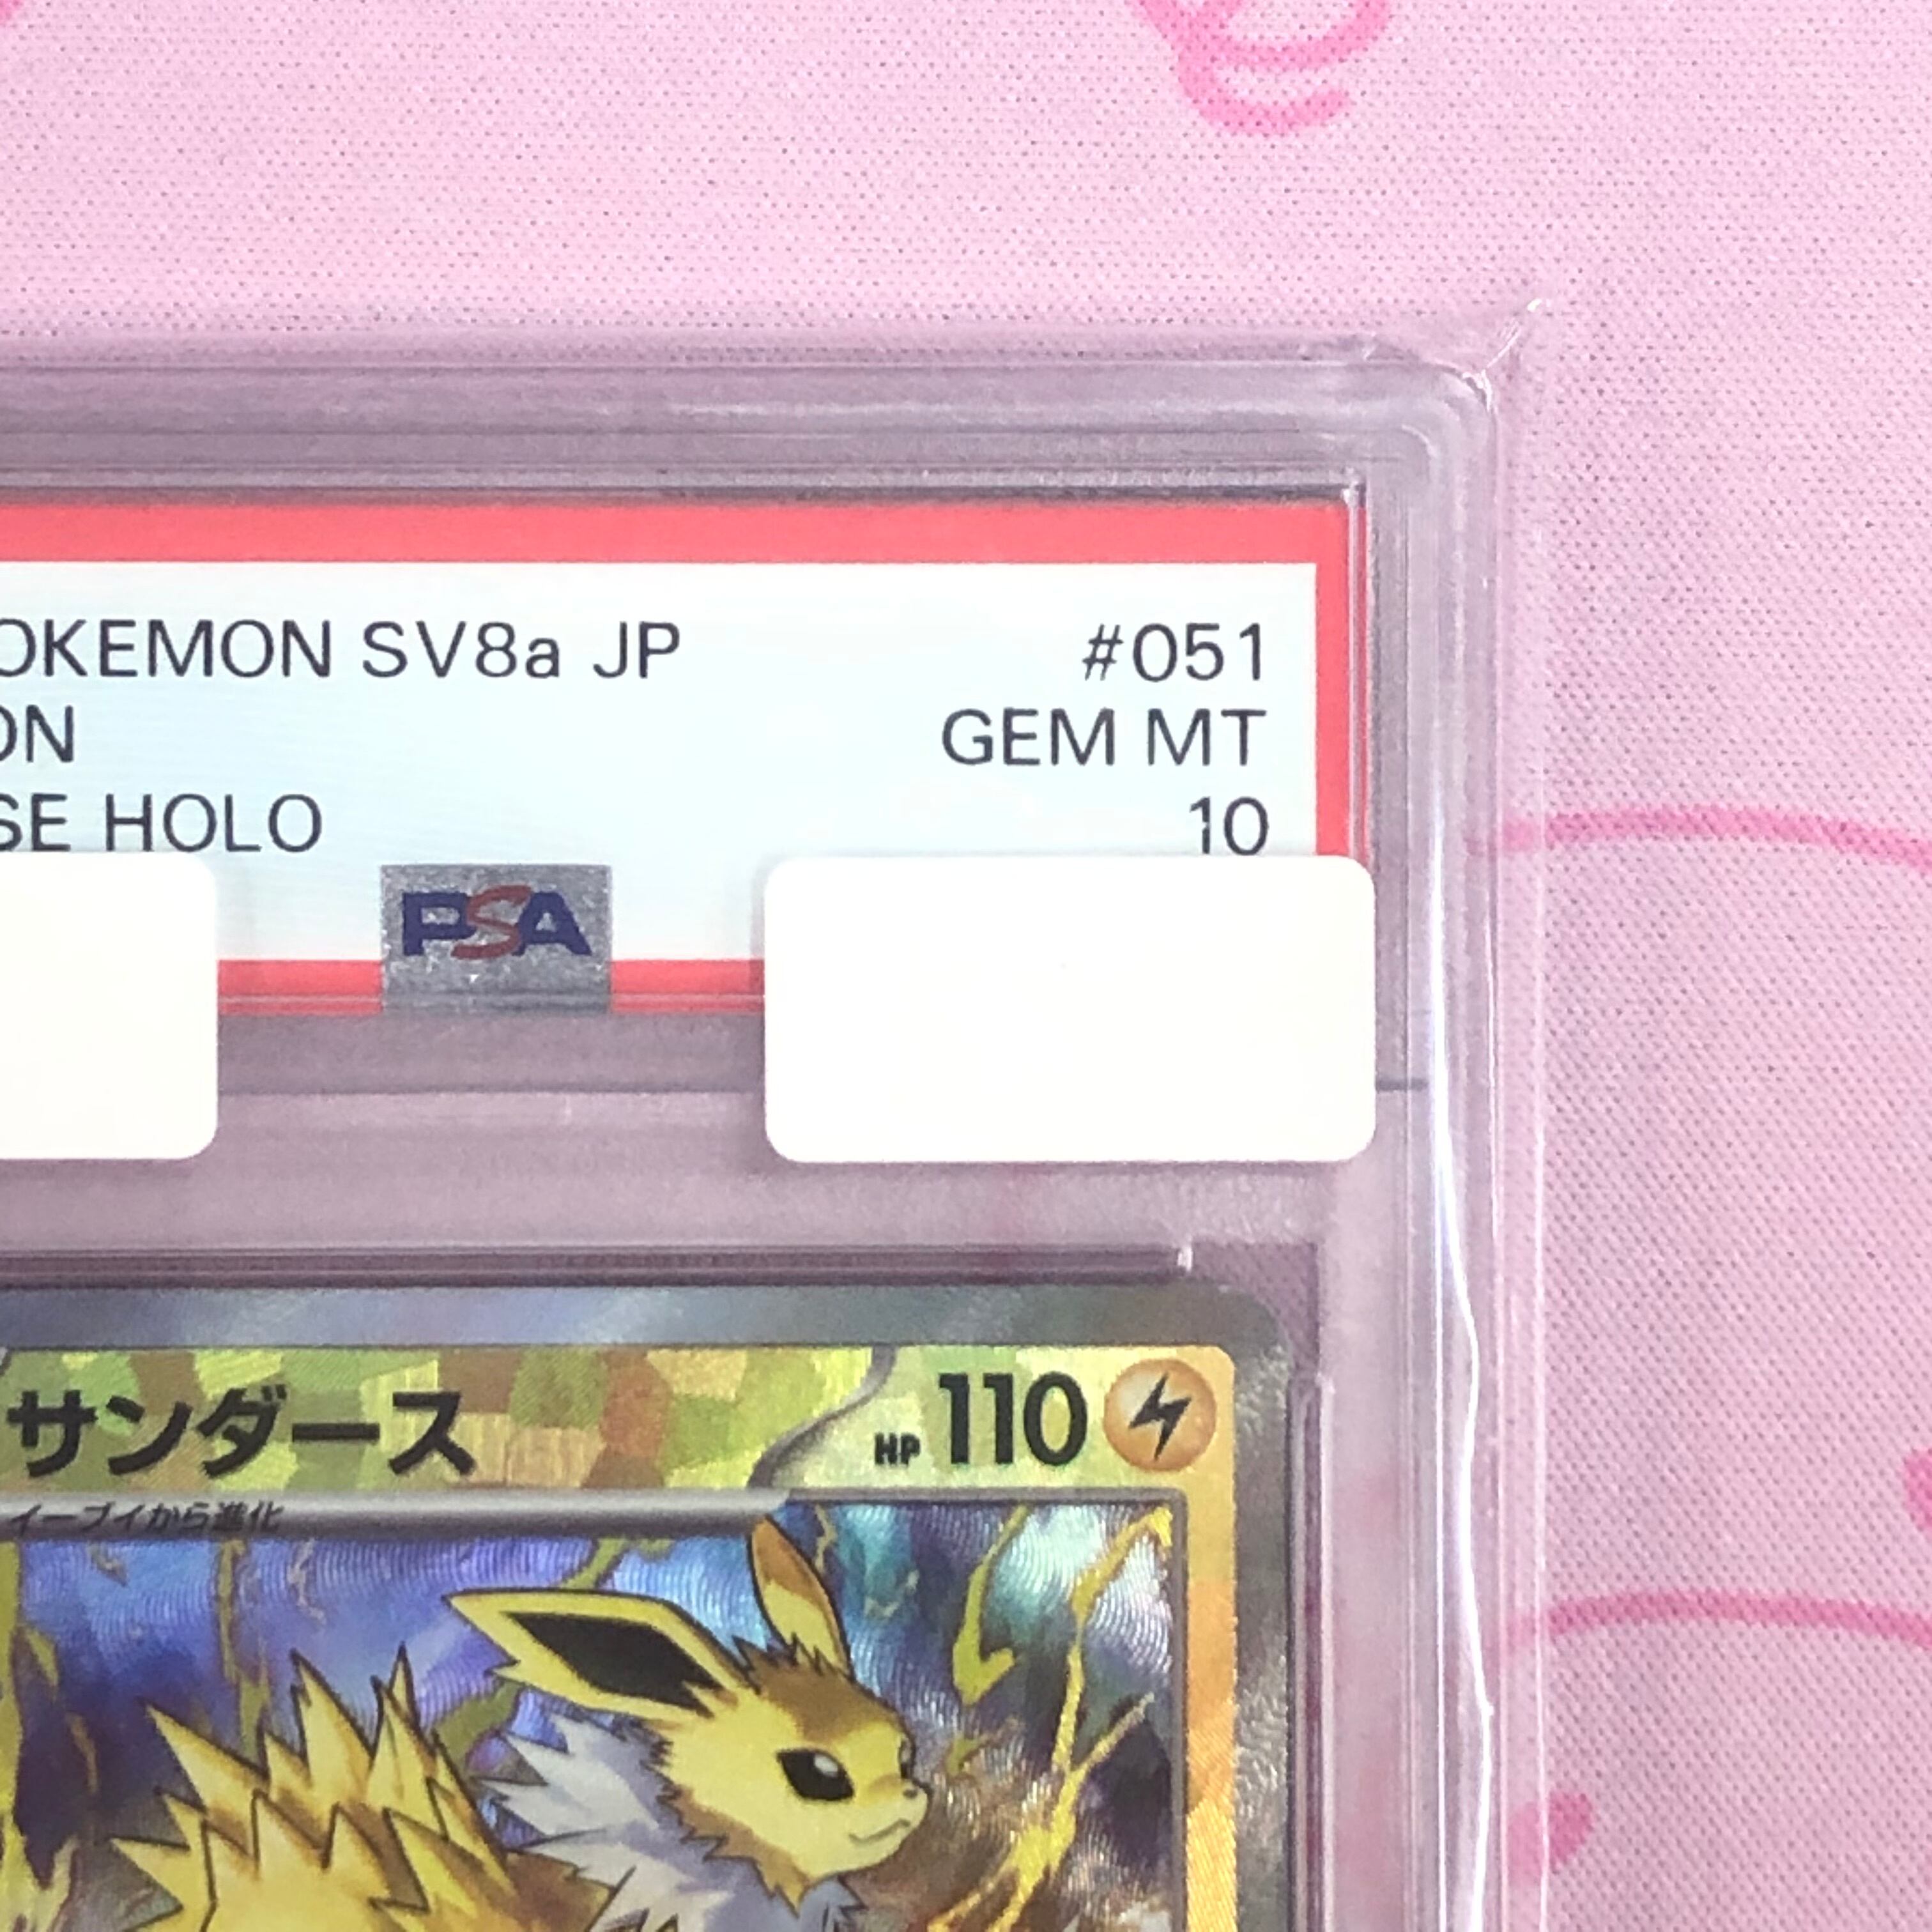 OKEMON SV8a JP #051
ON GEM MT
SE HOLO 10
PSA
サンダース HP 110
イーブイから進化